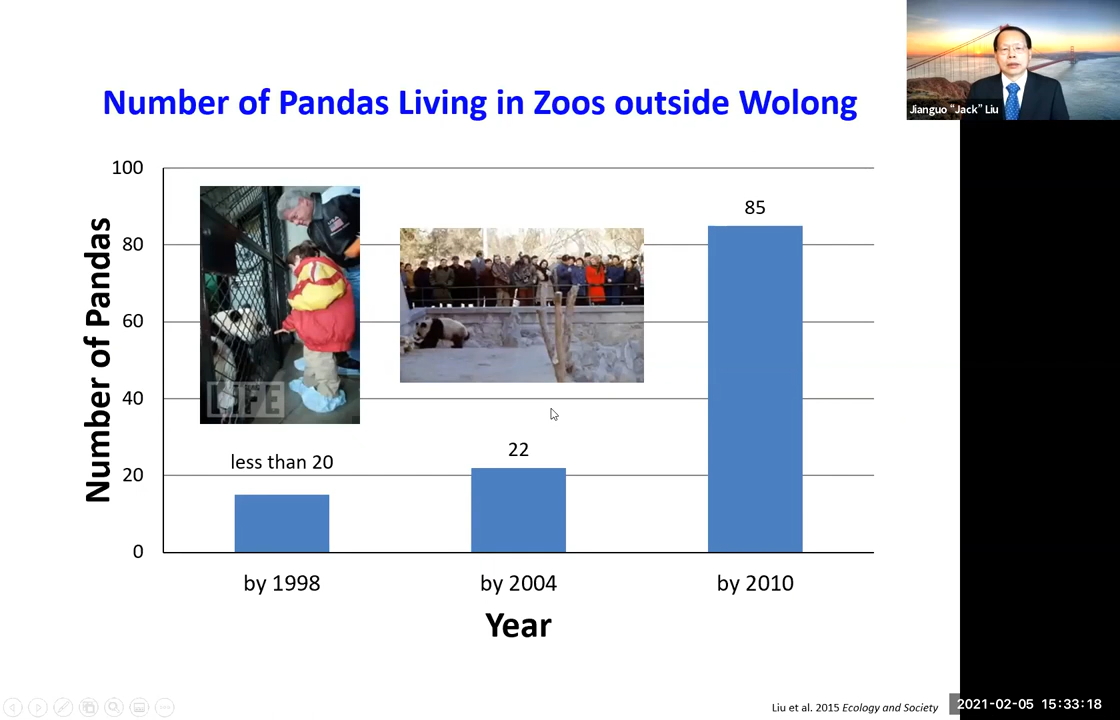 Jianguo "Jack" Liu
Number of Pandas Living in Zoos outside Wolong
Number of Pandas
100
80
60
40
20
0
LIFE
less than 20
22
85
by 1998
by 2004
by 2010
Year
Liu et al. 2015 Ecology and Society
2021-02-05 15:33:18